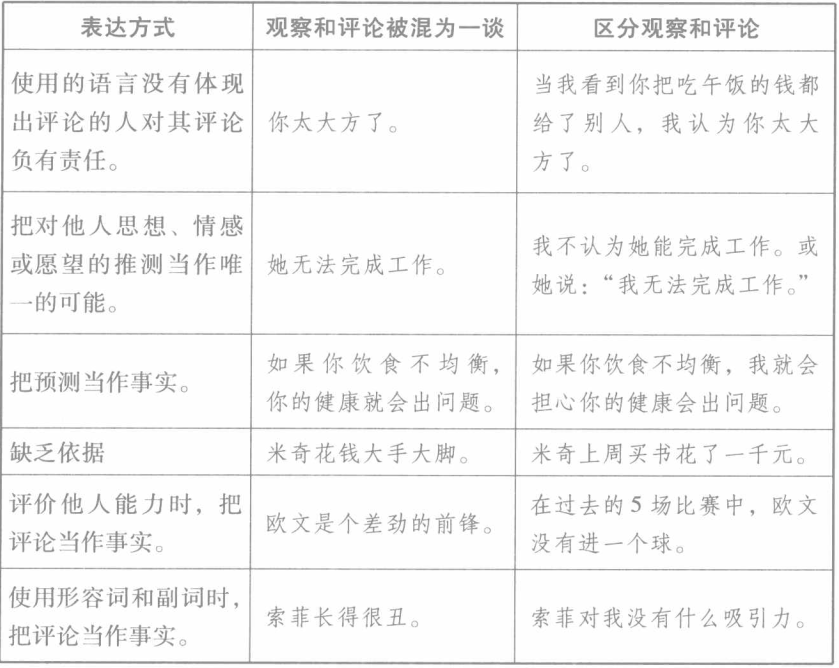 表达方式 观察和评论被混为一谈 区分观察和评论
使用的语言没有体现
出评论的人对其评论
负有责任。
你太大方了。
当我看到你把吃午饭的钱都
给了别人，我认为你太大
方了。
把对他人思想、情感
或愿望的推测当作唯
一的可能。
她无法完成工作。
我不认为她能完成工作。或
她说：“我无法完成工作。”
把预测当作事实。
如果你饮食不均衡，
你的健康就会出问题。
如果你饮食不均衡，我就会
担心你的健康会出问题。
缺乏依据
米奇花钱大手大脚。
米奇上周买书花了一千元。
评价他人能力时，把
评论当作事实。
欧文是个差劲的前锋。
在过去的5场比赛中，欧文
没有进一个球。
使用形容词和副词时，
把评论当作事实。
索菲长得很丑。
索菲对我没有什么吸引力。